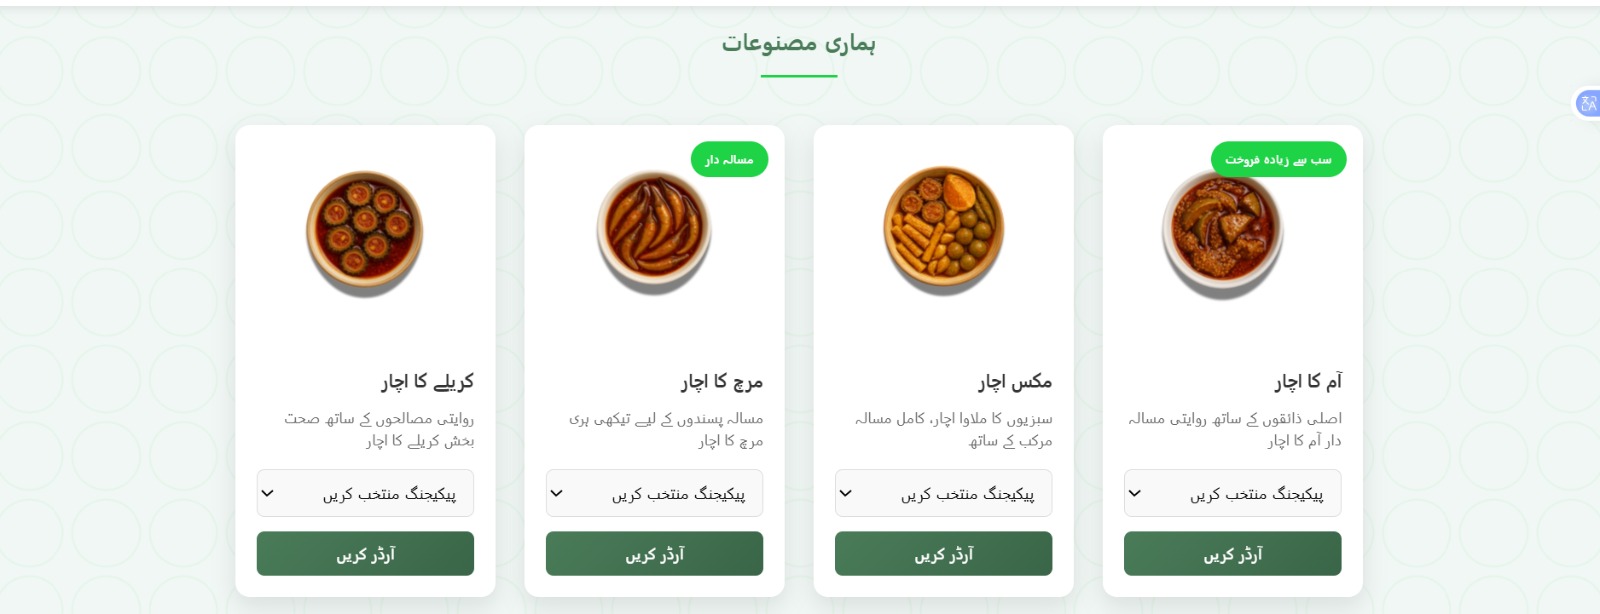 ہماری مصنوعات
سب سے زیادہ فروخت
آم کا اچار
اصلی ذائقوں کے ساتھ روایتی مسالہ
دار آم کا اچار
پیکیجنگ منتخب کریں
آرڈر کریں
مکس اچار
سبزیوں کا ملاوا اچار، کامل مسالہ
مرکب کے ساتھ
پیکیجنگ منتخب کریں
آرڈر کریں
مسالہ دار
مرچ کا اچار
مسالہ پسندوں کے لیے تیکھی ہری
مرچ کا اچار
پیکیجنگ منتخب کریں
آرڈر کریں
کریلے کا اچار
روایتی مصالحوں کے ساتھ صحت
بخش کریلے کا اچار
پیکیجنگ منتخب کریں
آرڈر کریں